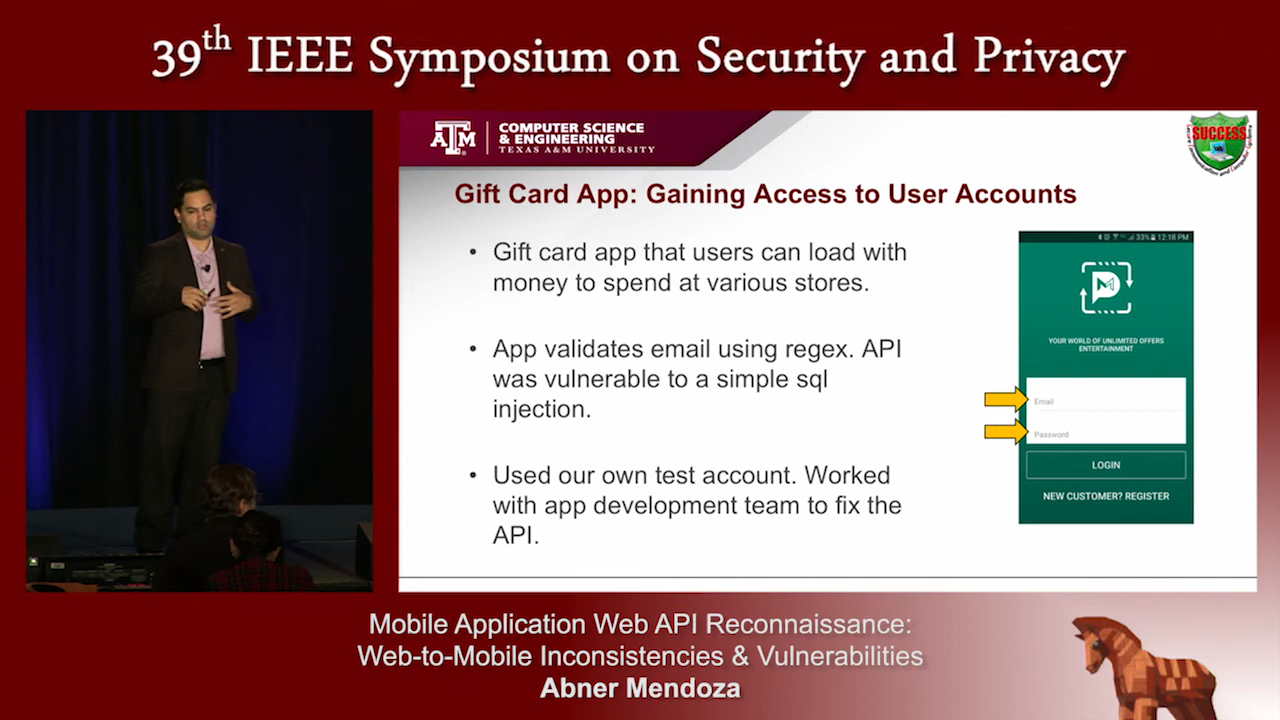 39th IEEE Symposium on Security and Privacy
ATM
COMPUTER SCIENCE
& ENGINEERING
TEXAS A&M UNIVERSITY
SUCCESS
Gift Card App: Gaining Access to User Accounts
• Gift card app that users can load with
money to spend at various stores.
• App validates email using regex. API
was vulnerable to a simple sql
injection.
• Used our own test account. Worked
with app development team to fix the
API.
33% 12:18 PM
YOUR WORLD OF UNLIMITED OFFERS
ENTERTAINMENT
Email
Password
LOGIN
NEW CUSTOMER? REGISTER
Mobile Application Web API Reconnaissance:
Web-to-Mobile Inconsistencies & Vulnerabilities
Abner Mendoza